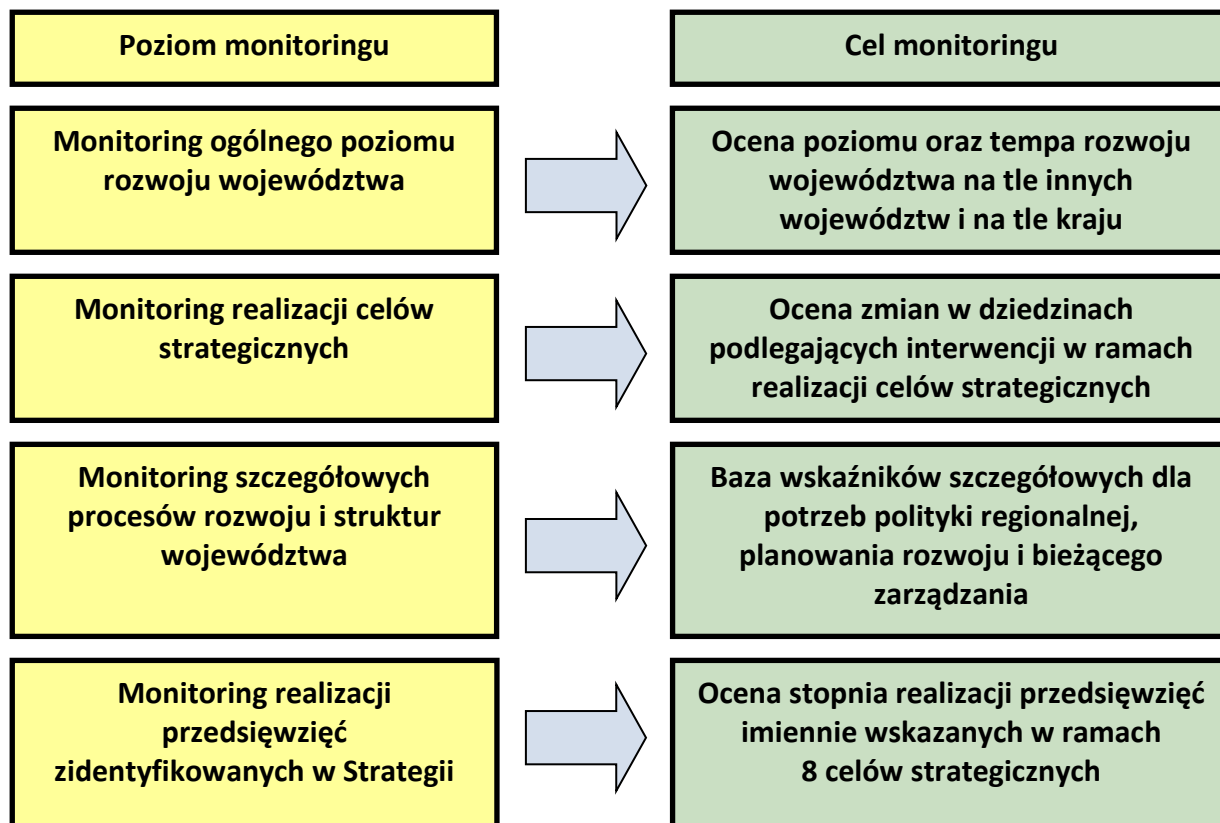 Poziom monitoringu
Cel monitoringu
Monitoring ogólnego poziomu
rozwoju województwa
Ocena poziomu oraz tempa rozwoju
województwa na tle innych
województw i na tle kraju
Monitoring realizacji celów
strategicznych
Ocena zmian w dziedzinach
podlegających interwencji w ramach
realizacji celów strategicznych
Monitoring szczegółowych
procesów rozwoju i struktur
województwa
Baza wskaźników szczegółowych dla
potrzeb polityki regionalnej,
planowania rozwoju i bieżącego
zarządzania
Monitoring realizacji
przedsięwzięć
zidentyfikowanych w Strategii
Ocena stopnia realizacji przedsięwzięć
imiennie wskazanych w ramach
8 celów strategicznych